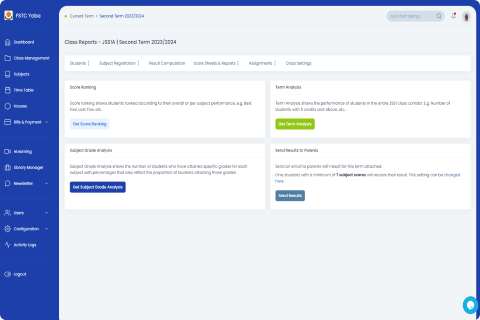 FSTC Yaba
Dashboard
Class Management
Subjects
Time Table
Houses
Bills & Payment
eLearning
Library Manager
Newsletter
Users
Configuration
Activity Logs
Logout
Current Term • Second Term 2023/2024
Class Reports - JSS1A | Second Term 2023/2024
Students
Subject Registration
Result Computation
Score Sheets & Reports
Assignments
Class Settings
Score Ranking
Score ranking shows students ranked according to their overall or per subject performance. e.g. Best
Five, Last five, etc.
Get Score Ranking
Term Analysis
Term Analysis shares the performance of students in the entire JSS1 class corridor. E.g. Number of
students with 5 credits and above, etc.
Get Term Analysis
Subject Grade Analysis
Subject Grade Analysis shows the number of students who have obtained specific grades for each
subject with percentages that also reflect the proportion of students attaining those grades
Get Subject Grade Analysis
Send Results to Parents
Send an email to parents with result for this term attached.
Only students with a minimum of 7 subject scores will receive their result. This setting can be changed
here.
Send Results